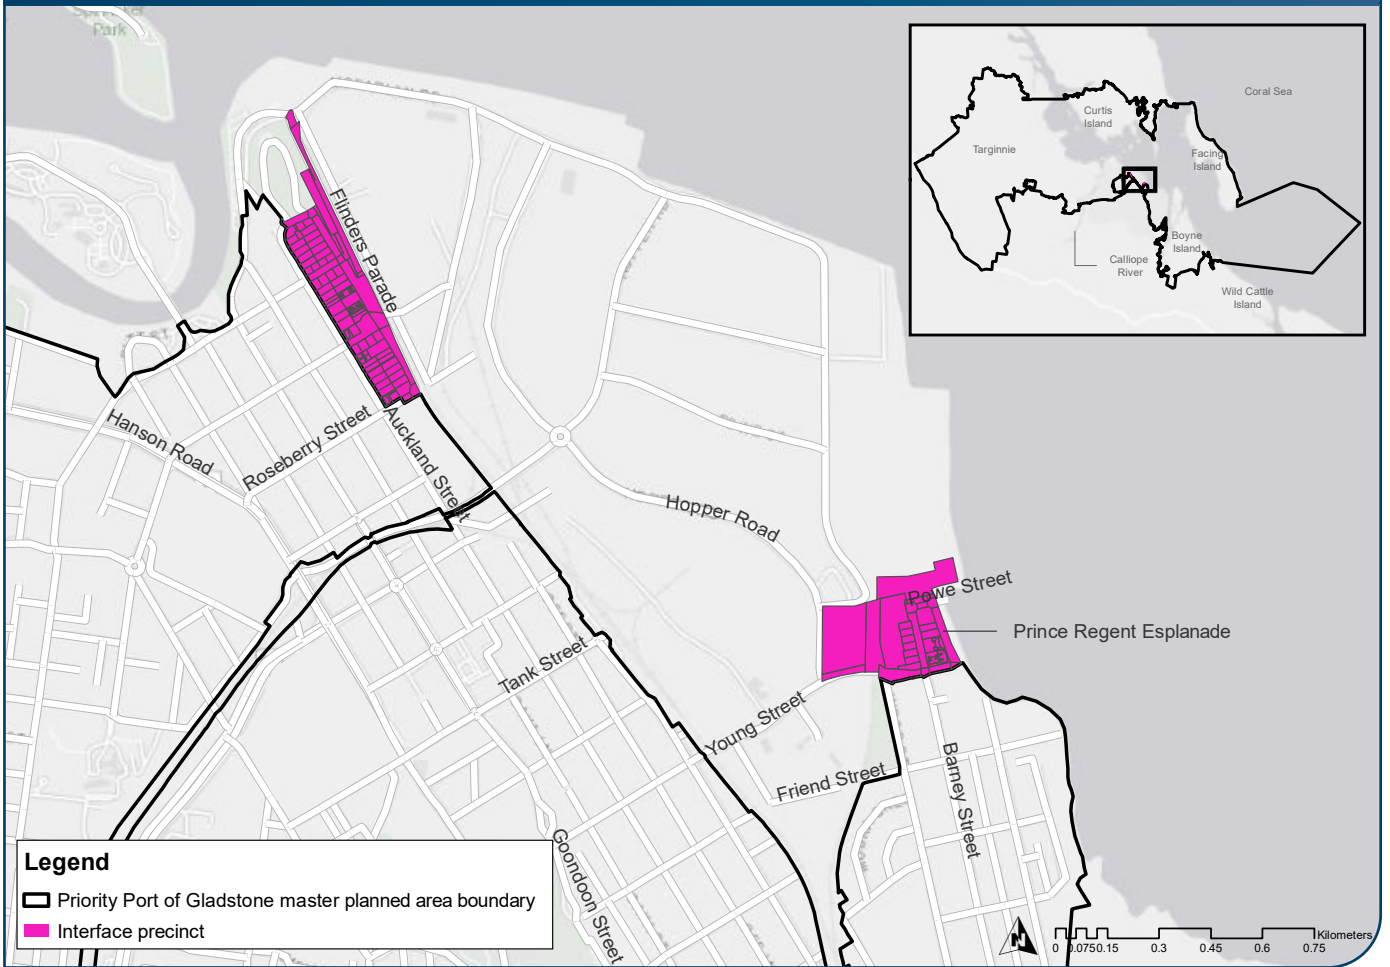 Park
Coral Sea
Curtis
Island
Targinnie
Facing
Island
Boyne
Island
Calliope
River
Wild Cattle
Island
Flinders Parade
Hanson Road
Roseberry Street
Auckland Street
Hopper Road
Powe Street
Prince Regent Esplanade
Tank Street
Young Street
Friend Street
Barney Street
Goondoon Street
Legend
Priority Port of Gladstone master planned area boundary
Interface precinct
N
Kilometers
0 0.075 0.15 0.3 0.45 0.6 0.75